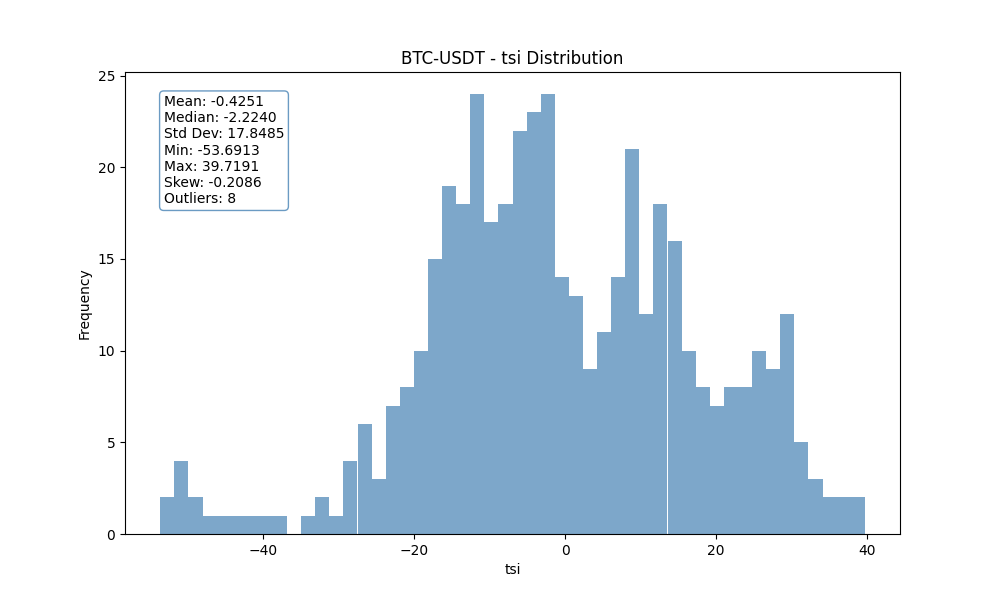 BTC-USDT - tsi Distribution
Mean: -0.4251
Median: -2.2240
Std Dev: 17.8485
Min: -53.6913
Max: 39.7191
Skew: -0.2086
Outliers: 8
Frequency
25
20
15
10
5
0
−40
−20
0
20
40
tsi